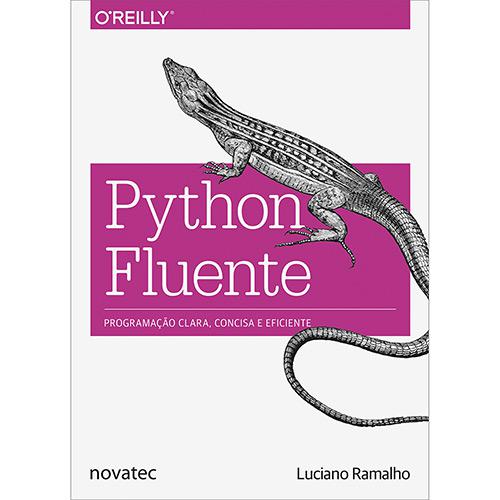 O'REILLY®
Python
Fluente
PROGRAMAÇÃO CLARA, CONCISA E EFICIENTE
novatec
Luciano Ramalho